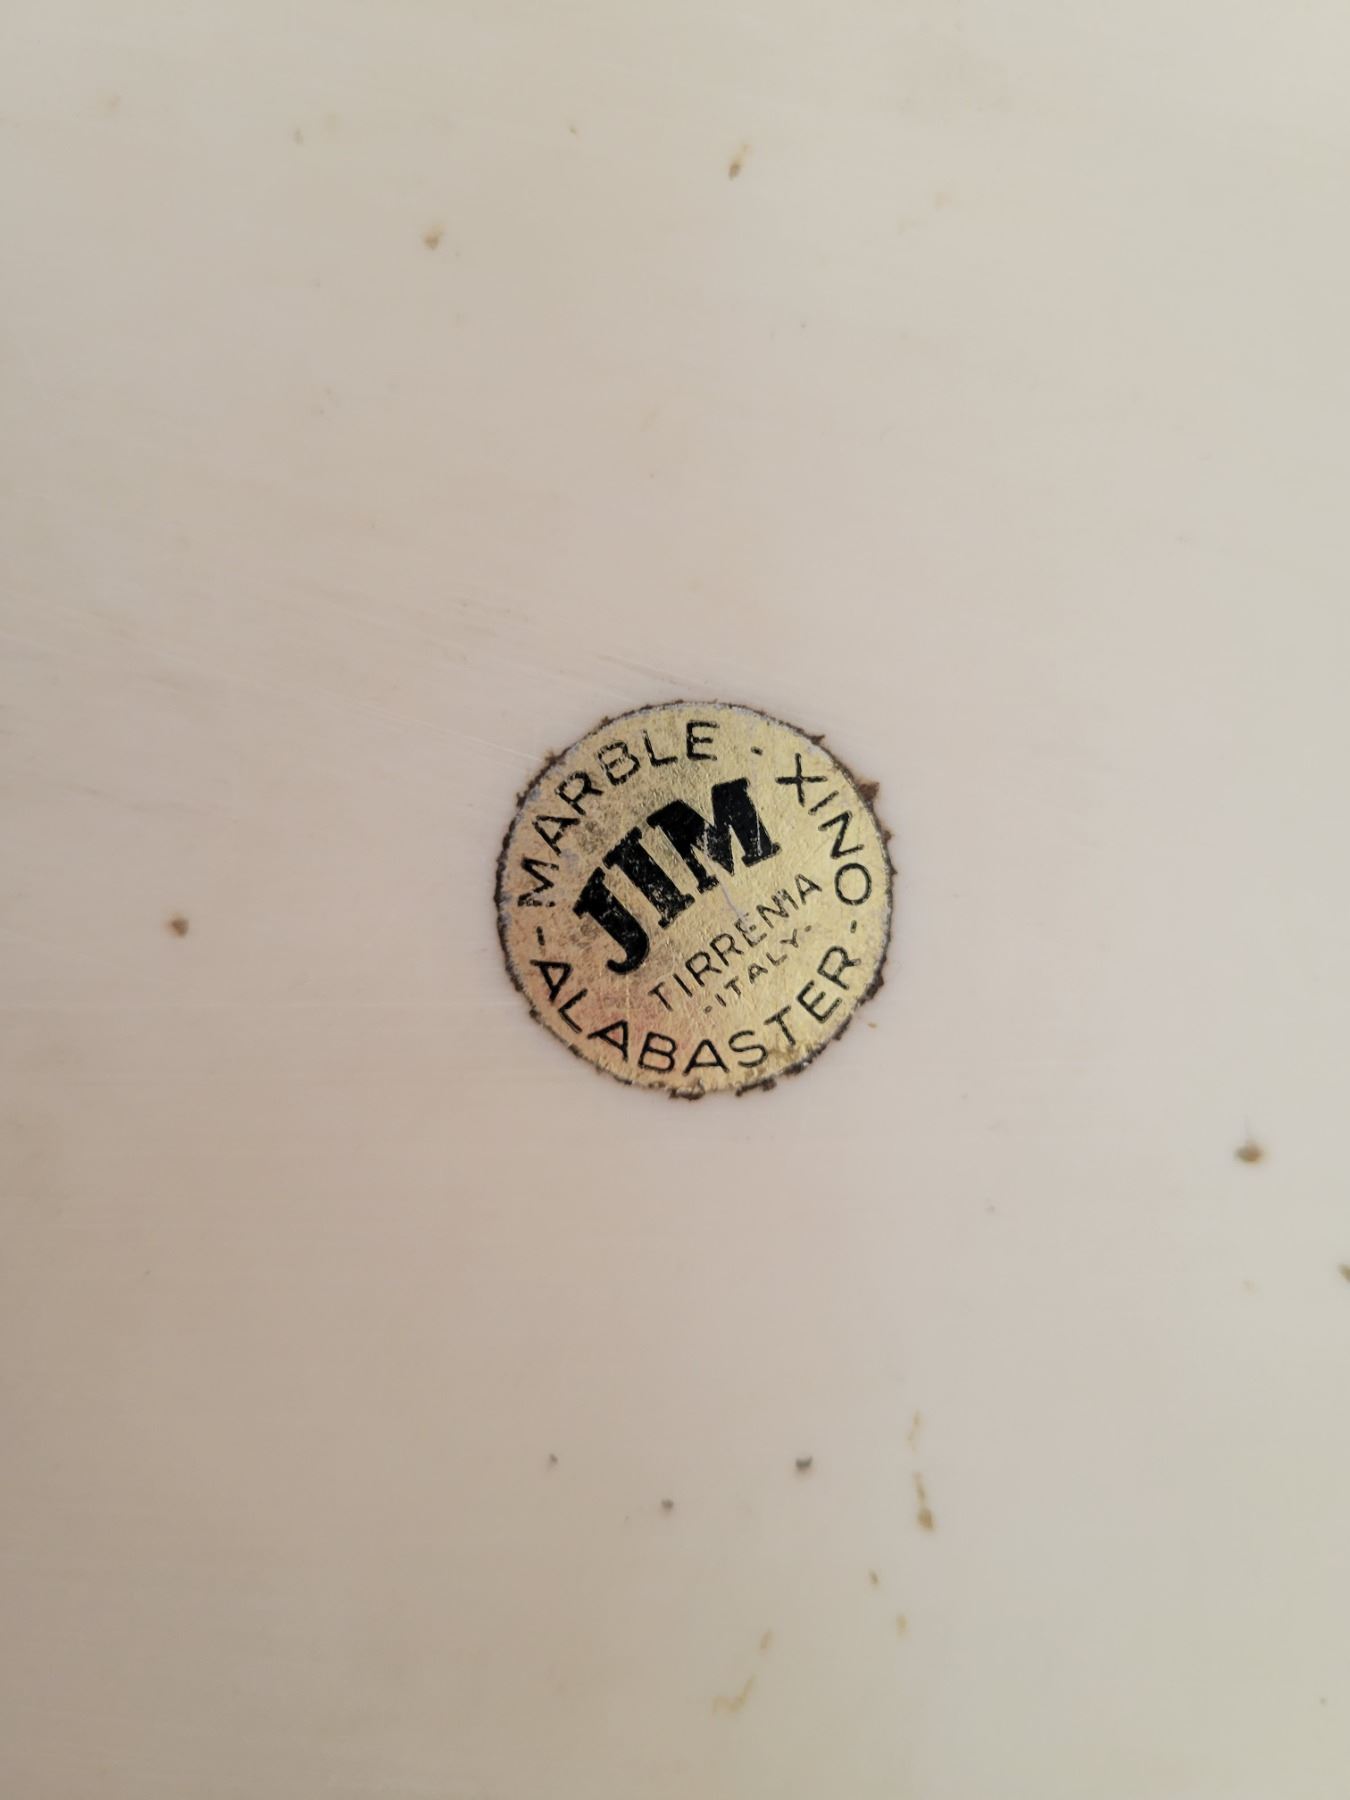 MARBLE · ONIX
JIM
TIRRENIA
-ITALY-
- ALABASTER -